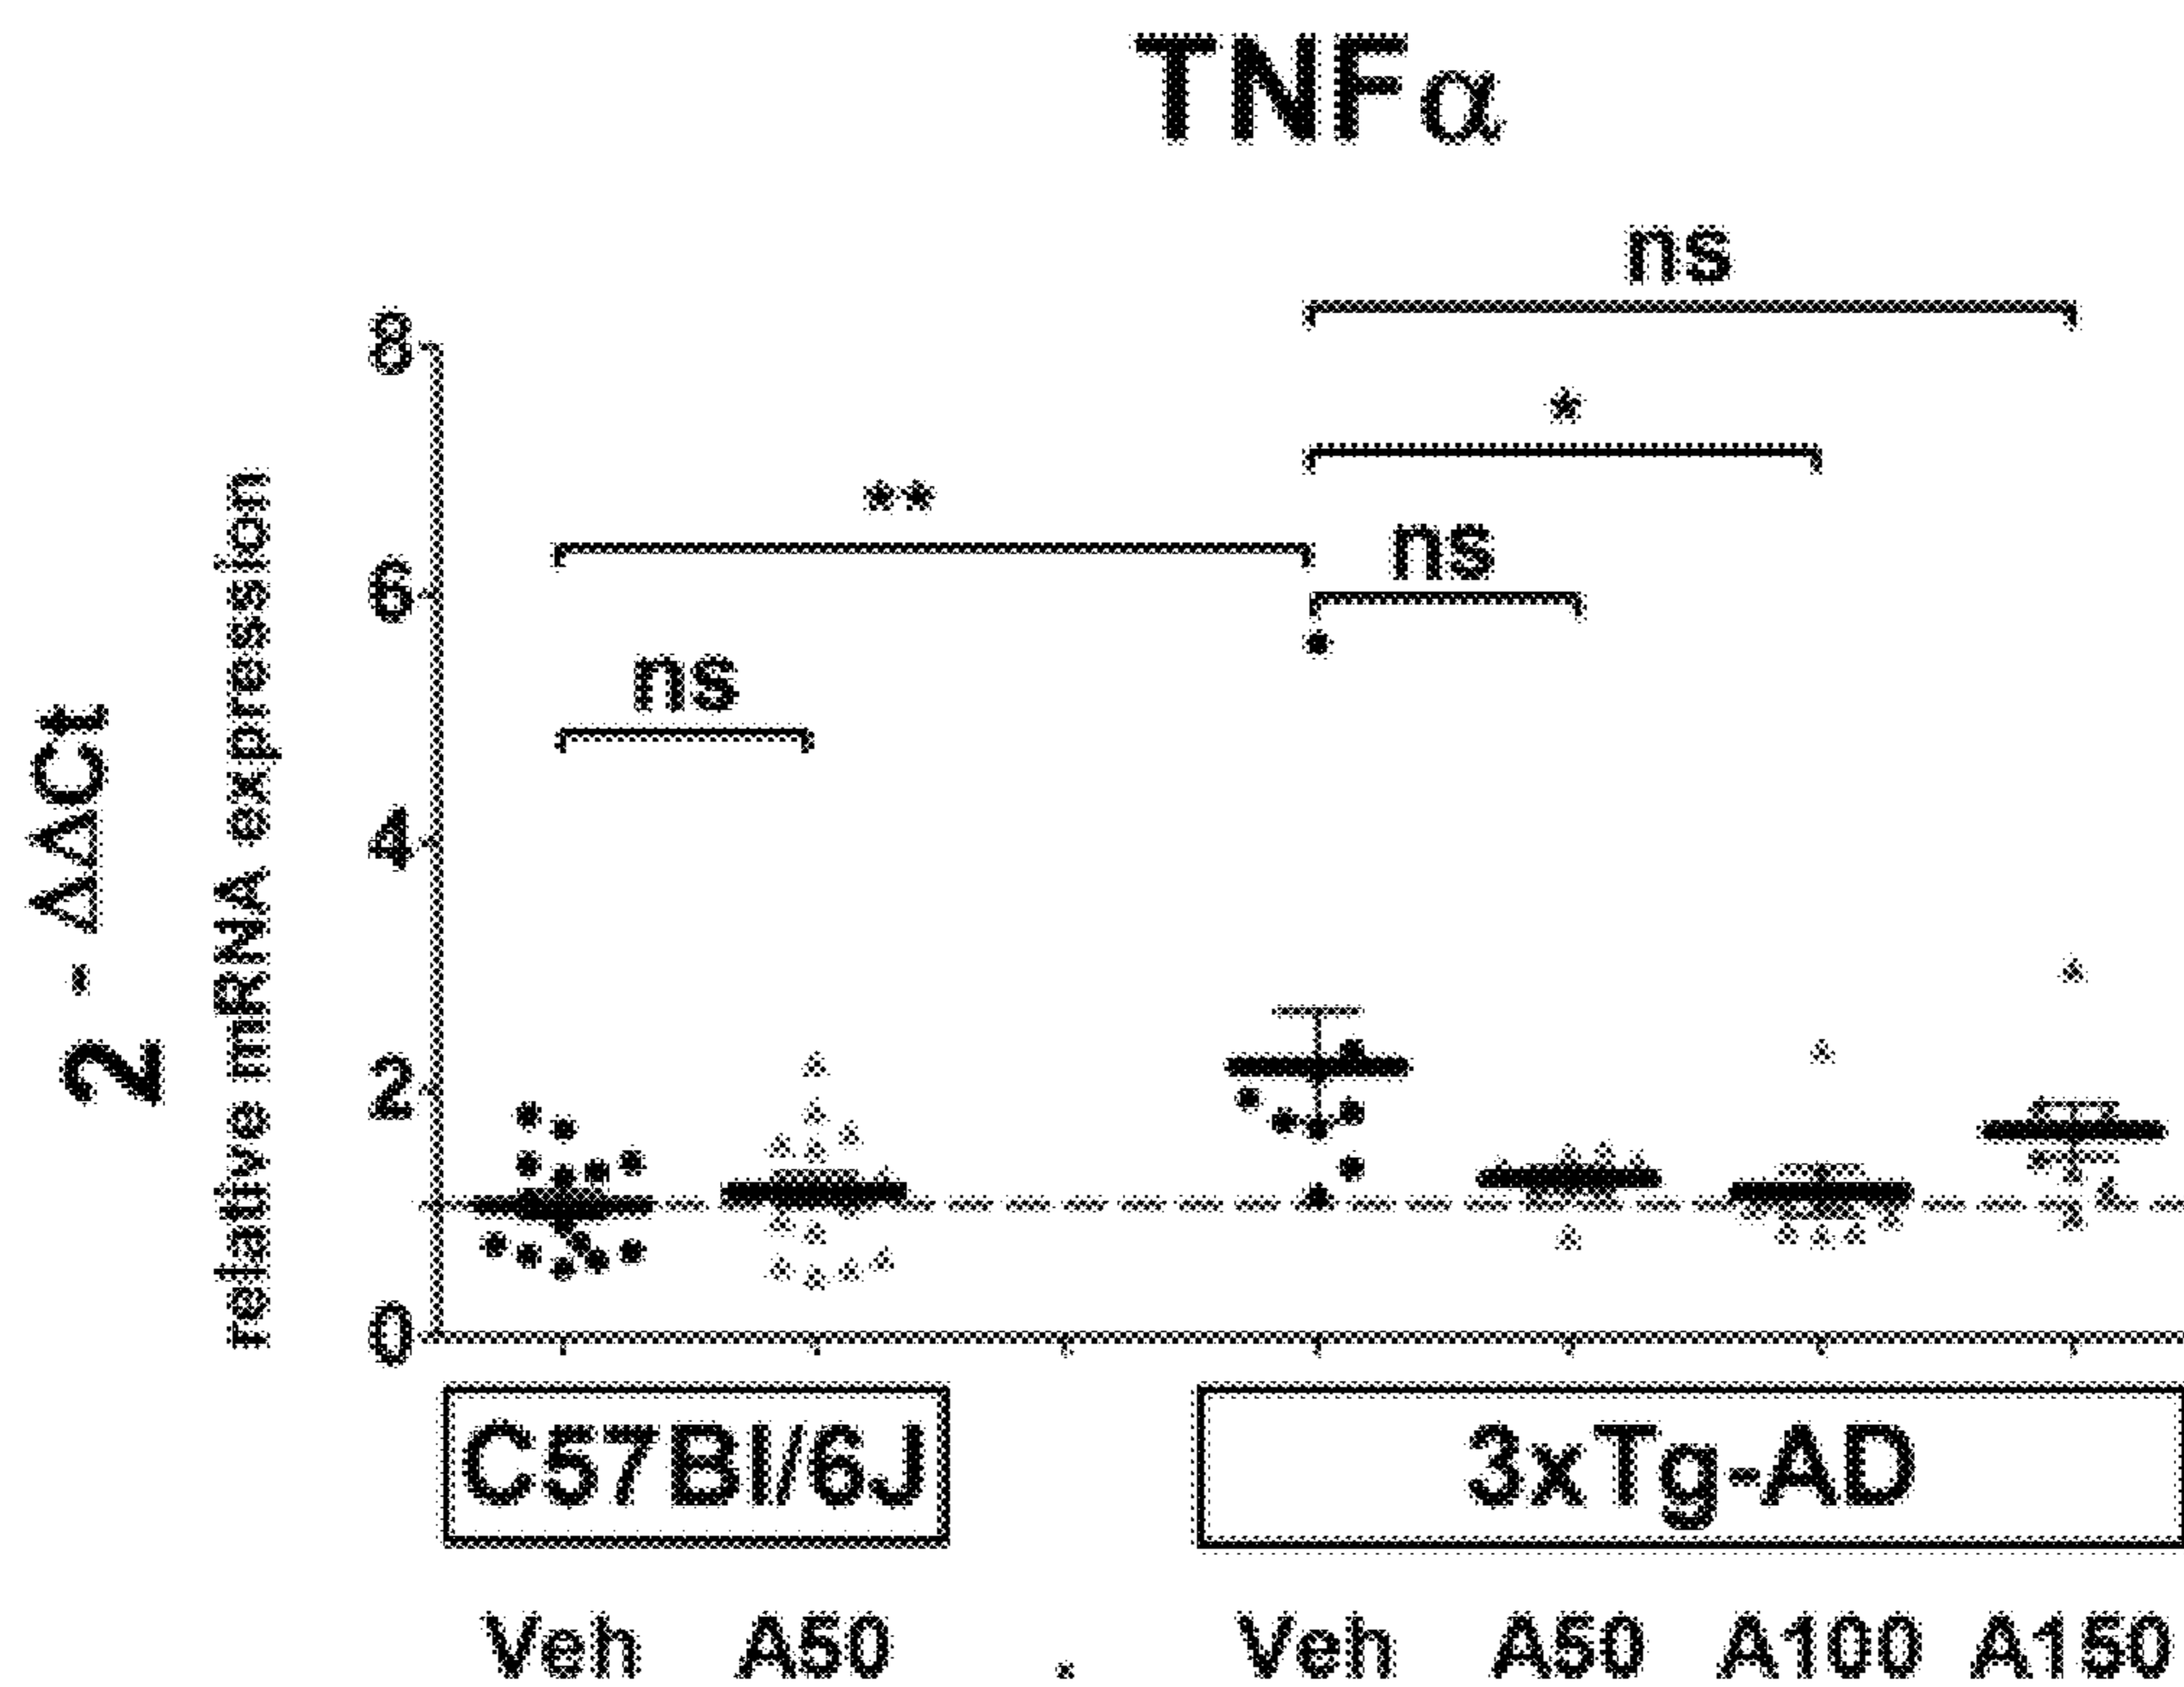 TNFα
ns
8
*
**
ns
6
ns
4
2
0
2 - ΔΔCt
relative mRNA expression
C57Bl/6J
3xTg-AD
Veh A50 . Veh A50 A100 A150